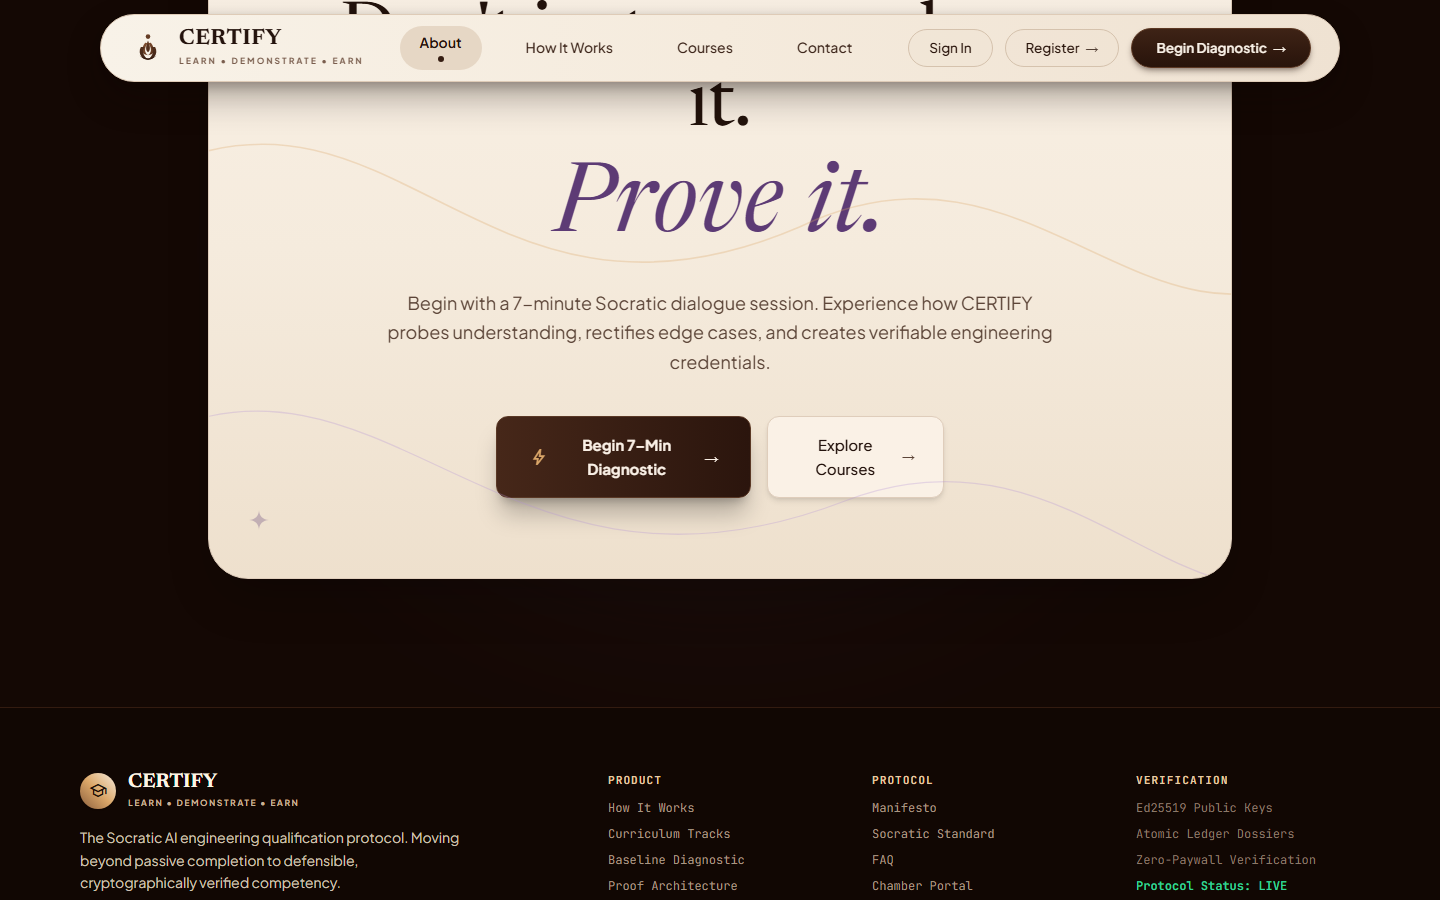 CERTIFY
LEARN • DEMONSTRATE • EARN
About
How It Works
Courses
Contact
Sign In
Register →
Begin Diagnostic →
it.
Prove it.
Begin with a 7–minute Socratic dialogue session. Experience how CERTIFY
probes understanding, rectifies edge cases, and creates verifiable engineering
credentials.
Begin 7–Min
Diagnostic →
Explore
Courses →
CERTIFY
LEARN • DEMONSTRATE • EARN
The Socratic AI engineering qualification protocol. Moving
beyond passive completion to defensible,
cryptographically verified competency.
PRODUCT
How It Works
Curriculum Tracks
Baseline Diagnostic
Proof Architecture
PROTOCOL
Manifesto
Socratic Standard
FAQ
Chamber Portal
VERIFICATION
Ed25519 Public Keys
Atomic Ledger Dossiers
Zero-Paywall Verification
Protocol Status: LIVE